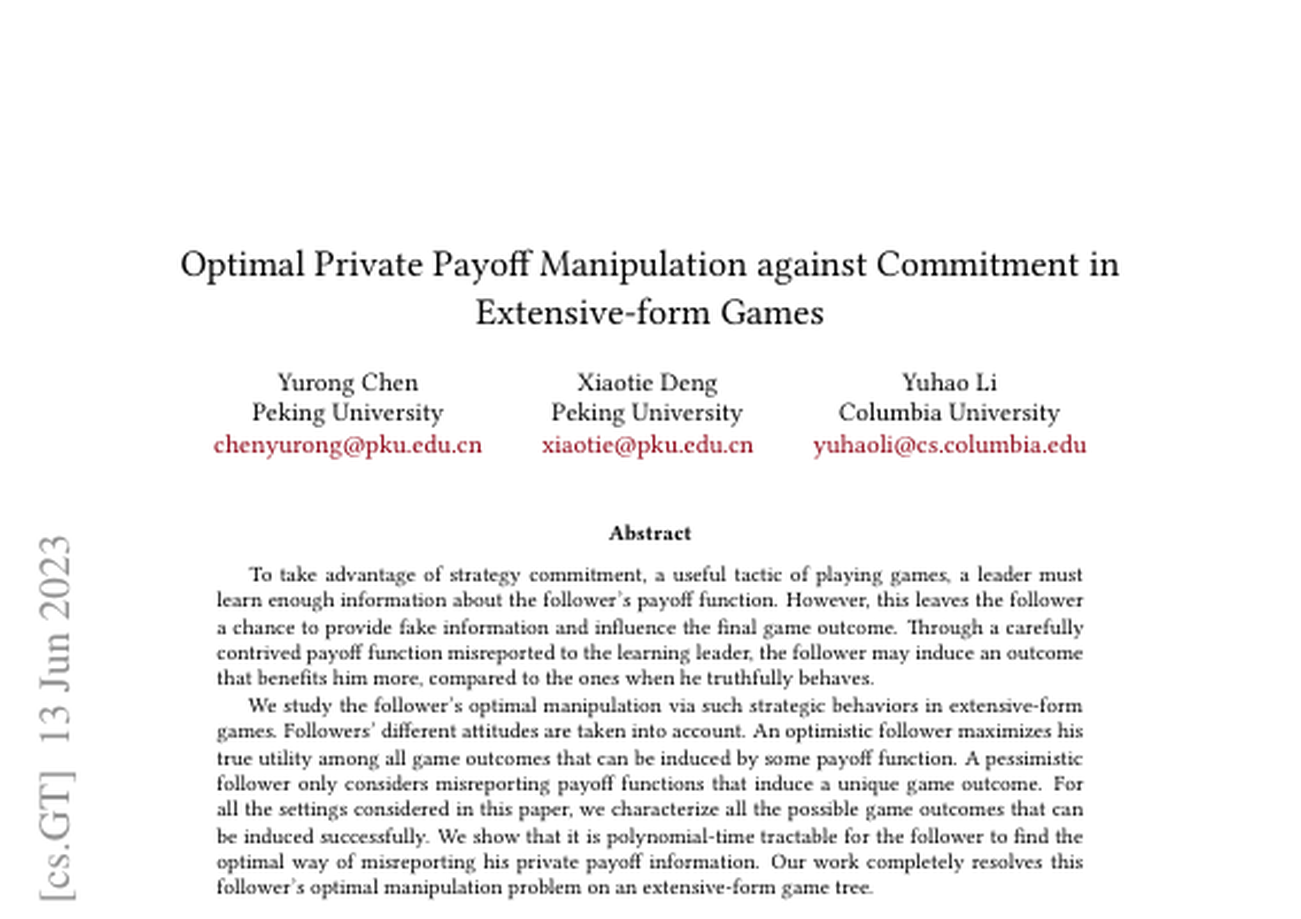 Optimal Private Payoff Manipulation against Commitment in
Extensive-form Games
Yurong Chen
Peking University
chenyurong@pku.edu.cn
Xiaotie Deng
Peking University
xiaotie@pku.edu.cn
Yuhao Li
Columbia University
yuhaoli@cs.columbia.edu
Abstract
To take advantage of strategy commitment, a useful tactic of playing games, a leader must
learn enough information about the follower's payoff function. However, this leaves the follower
a chance to provide fake information and influence the final game outcome. Through a carefully
contrived payoff function misreported to the learning leader, the follower may induce an outcome
that benefits him more, compared to the ones when he truthfully behaves.
We study the follower's optimal manipulation via such strategic behaviors in extensive-form
games. Followers' different attitudes are taken into account. An optimistic follower maximizes his
true utility among all game outcomes that can be induced by some payoff function. A pessimistic
follower only considers misreporting payoff functions that induce a unique game outcome. For
all the settings considered in this paper, we characterize all the possible game outcomes that can
be induced successfully. We show that it is polynomial-time tractable for the follower to find the
optimal way of misreporting his private payoff information. Our work completely resolves this
follower's optimal manipulation problem on an extensive-form game tree.
[cs.GT] 13 Jun 2023